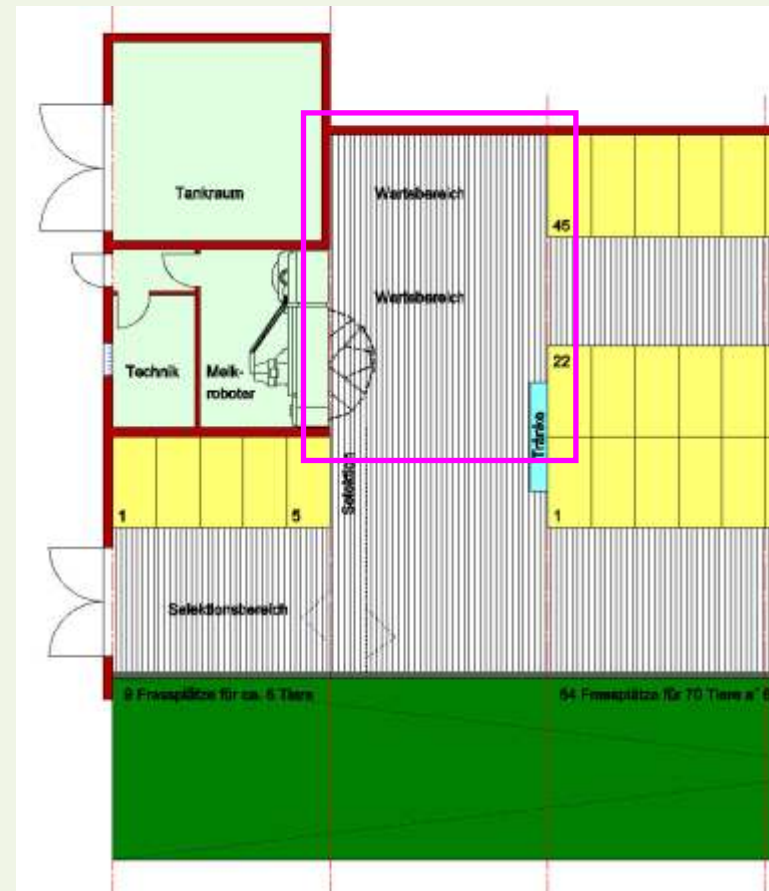 Tankraum
Wartebereich
45
Wartebereich
22
Technik
Melk-
roboter
Tränke
Selektion
1
5
1
Selektionsbereich
9 Fressplätze für ca. 6 Tiere
64 Fressplätze für 70 Tiere a°